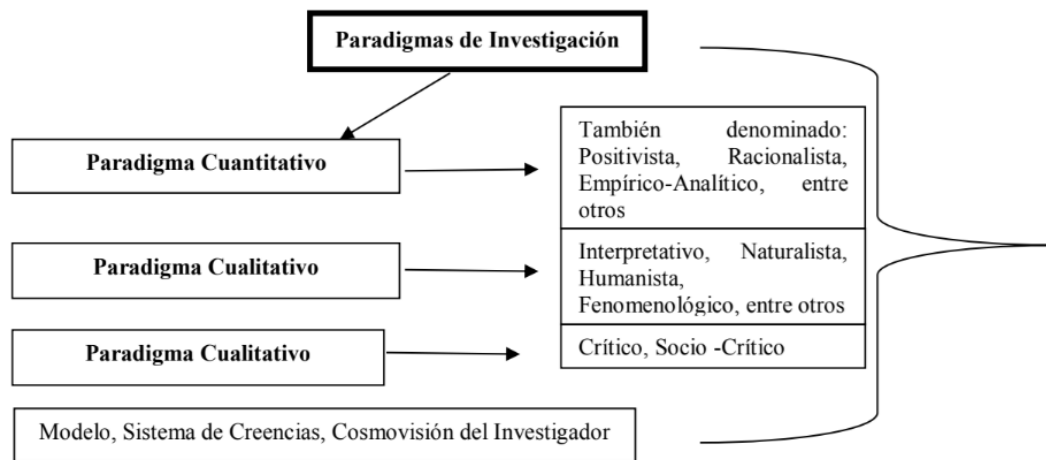 Paradigmas de Investigación
Paradigma Cuantitativo
También denominado:
Positivista, Racionalista,
Empírico-Analítico, entre
otros
Paradigma Cualitativo
Interpretativo, Naturalista,
Humanista,
Fenomenológico, entre otros
Paradigma Cualitativo
Crítico, Socio -Crítico
Modelo, Sistema de Creencias, Cosmovisión del Investigador